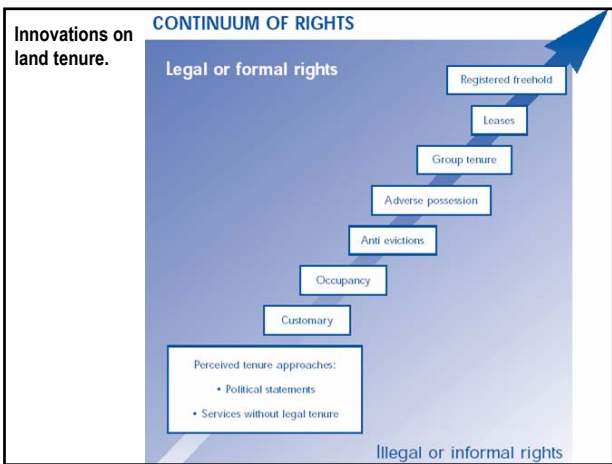 Innovations on
land tenure.
CONTINUUM OF RIGHTS
Legal or formal rights
Registered freehold
Leases
Group tenure
Adverse possession
Anti evictions
Occupancy
Customary
Perceived tenure approaches:
• Political statements
• Services without legal tenure
Illegal or informal rights